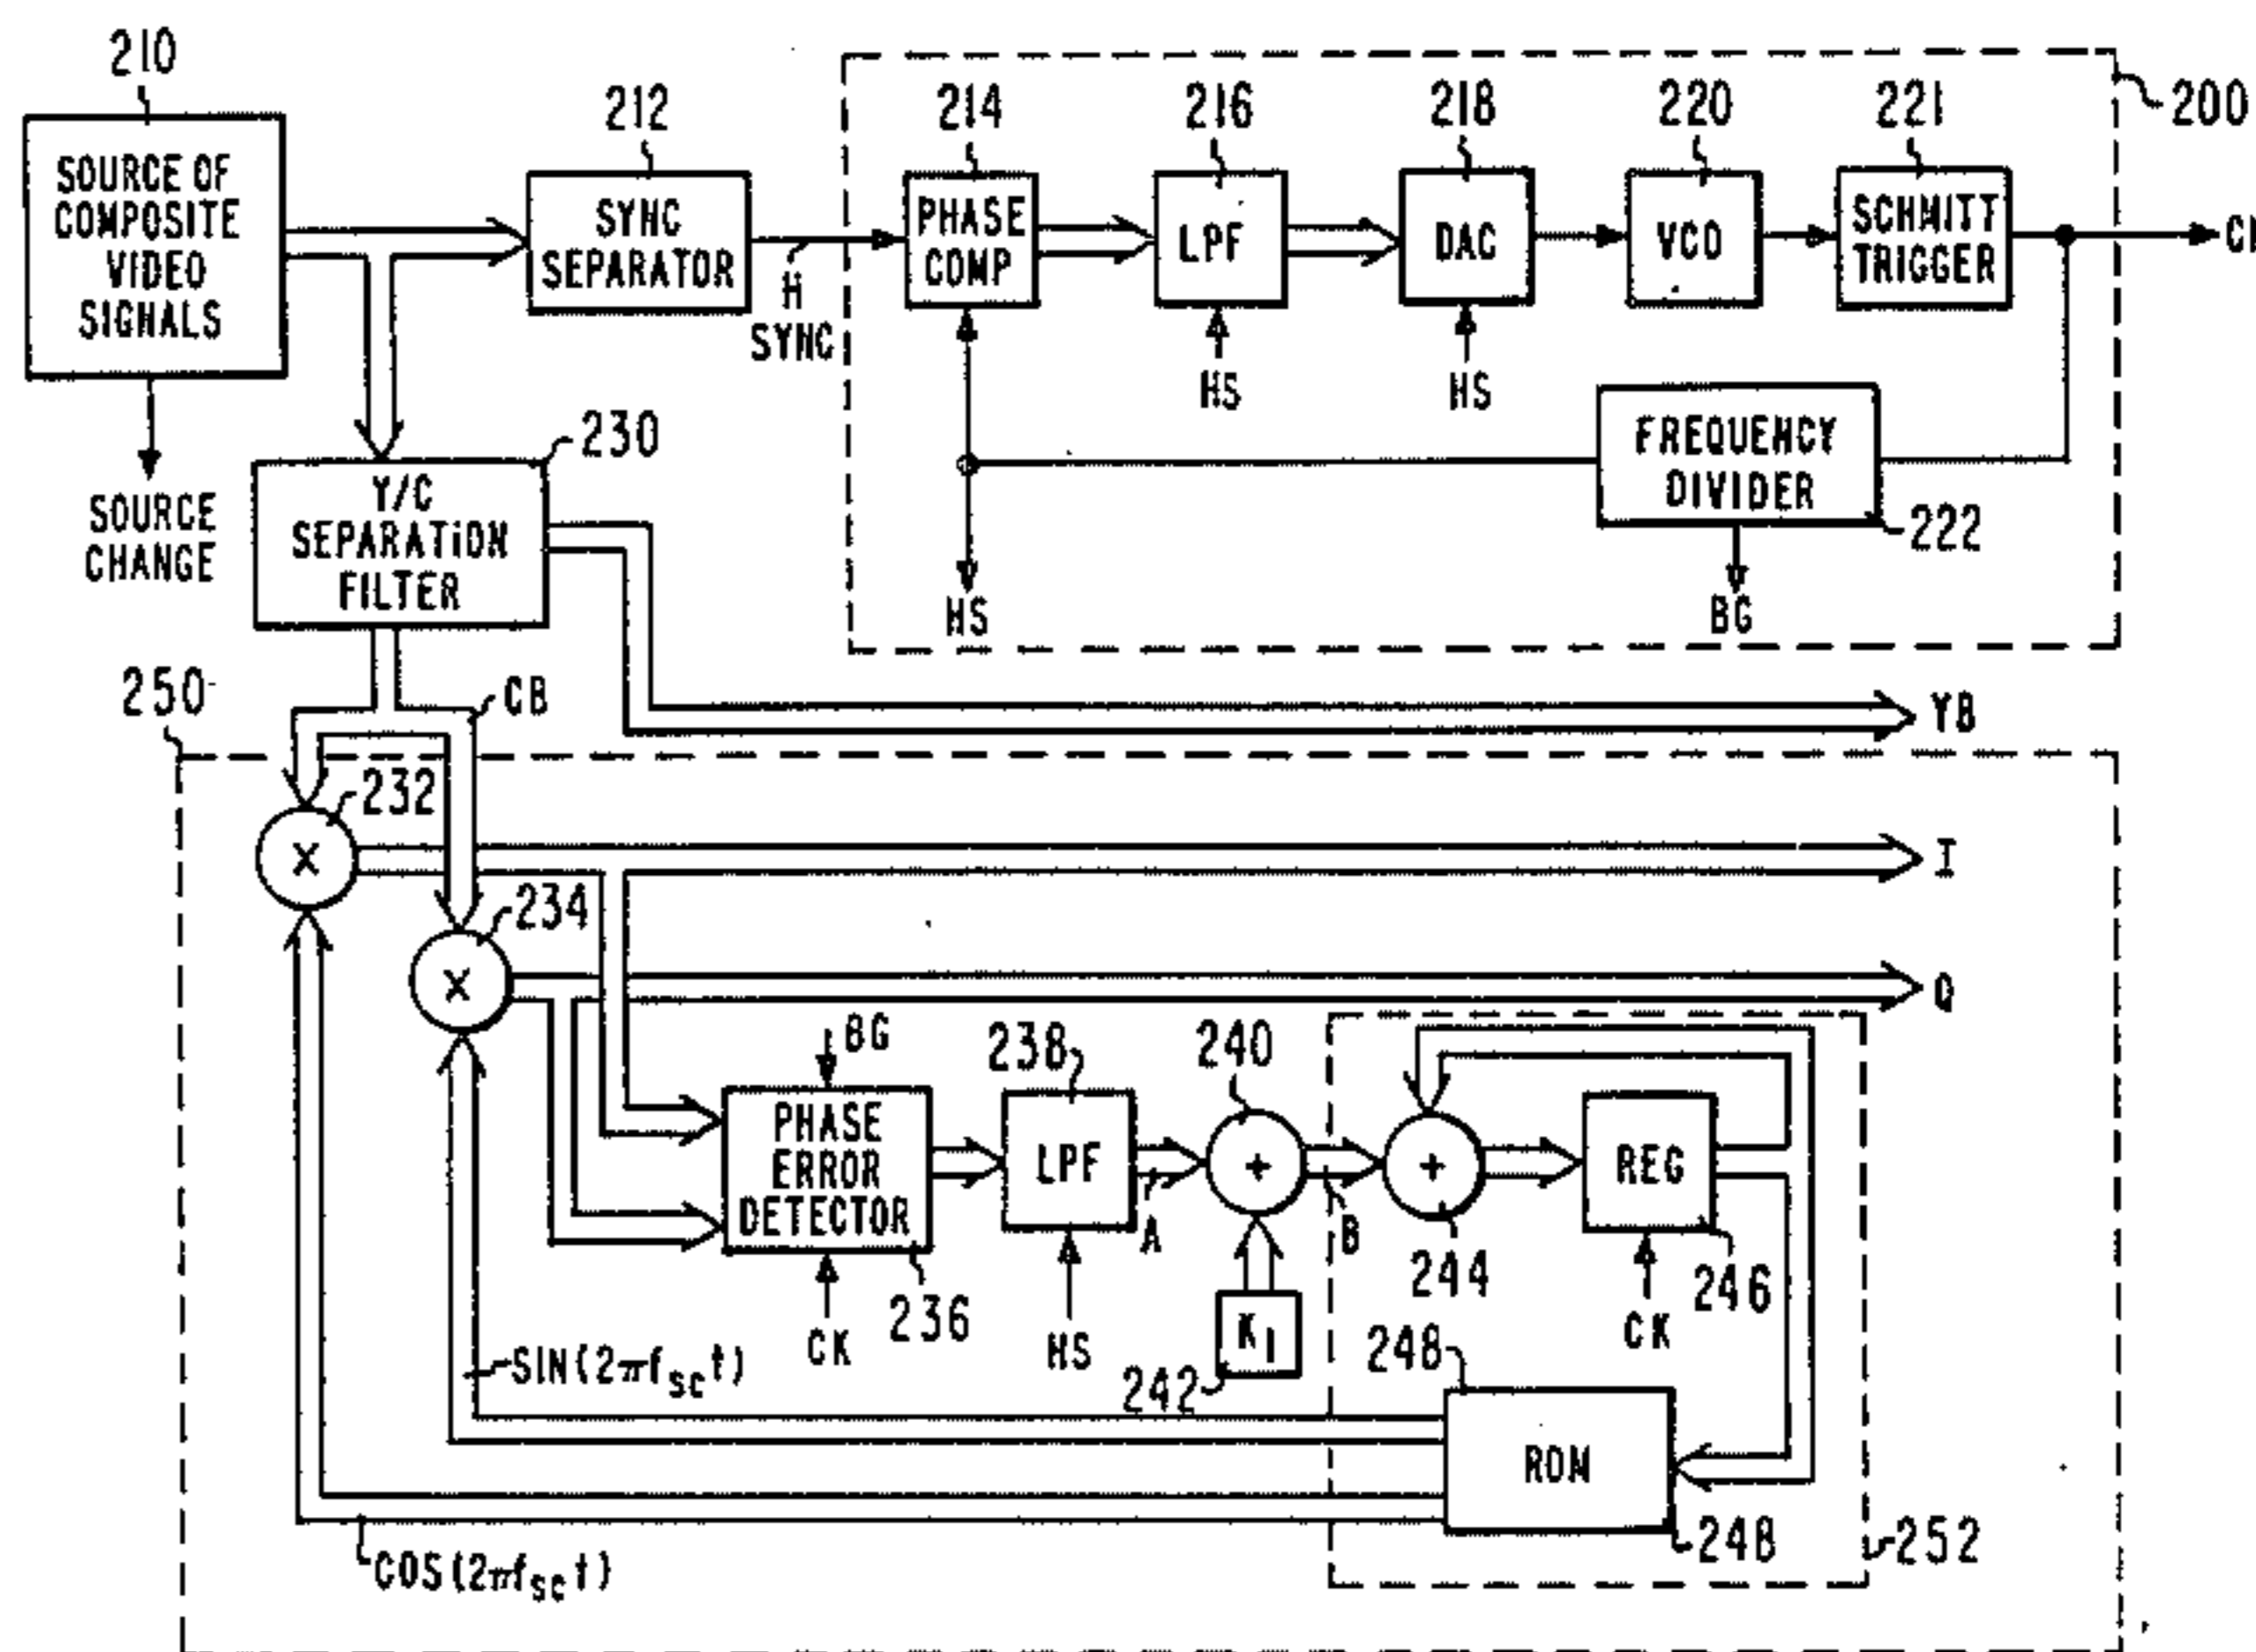 210
SOURCE OF
COMPOSITE
VIDEO
SIGNALS
SOURCE
CHANGE
212
SYNC
SEPARATOR
H
SYNC
214
PHASE
COMP
216
LPF
HS
218
DAC
HS
220
VCO
221
SCHMITT
TRIGGER
200
FREQUENCY
DIVIDER
222
HS
BG
230
Y/C
SEPARATiON
FILTER
250
CB
YB
232
X
I
234
X
Q
BG
PHASE
ERROR
DETECTOR
236
CK
238
LPF
HS
A
240
+
B
K1
242
+
244
REG
246
CK
248
ROM
248
252
SIN(2πfsct)
COS(2πfsct)